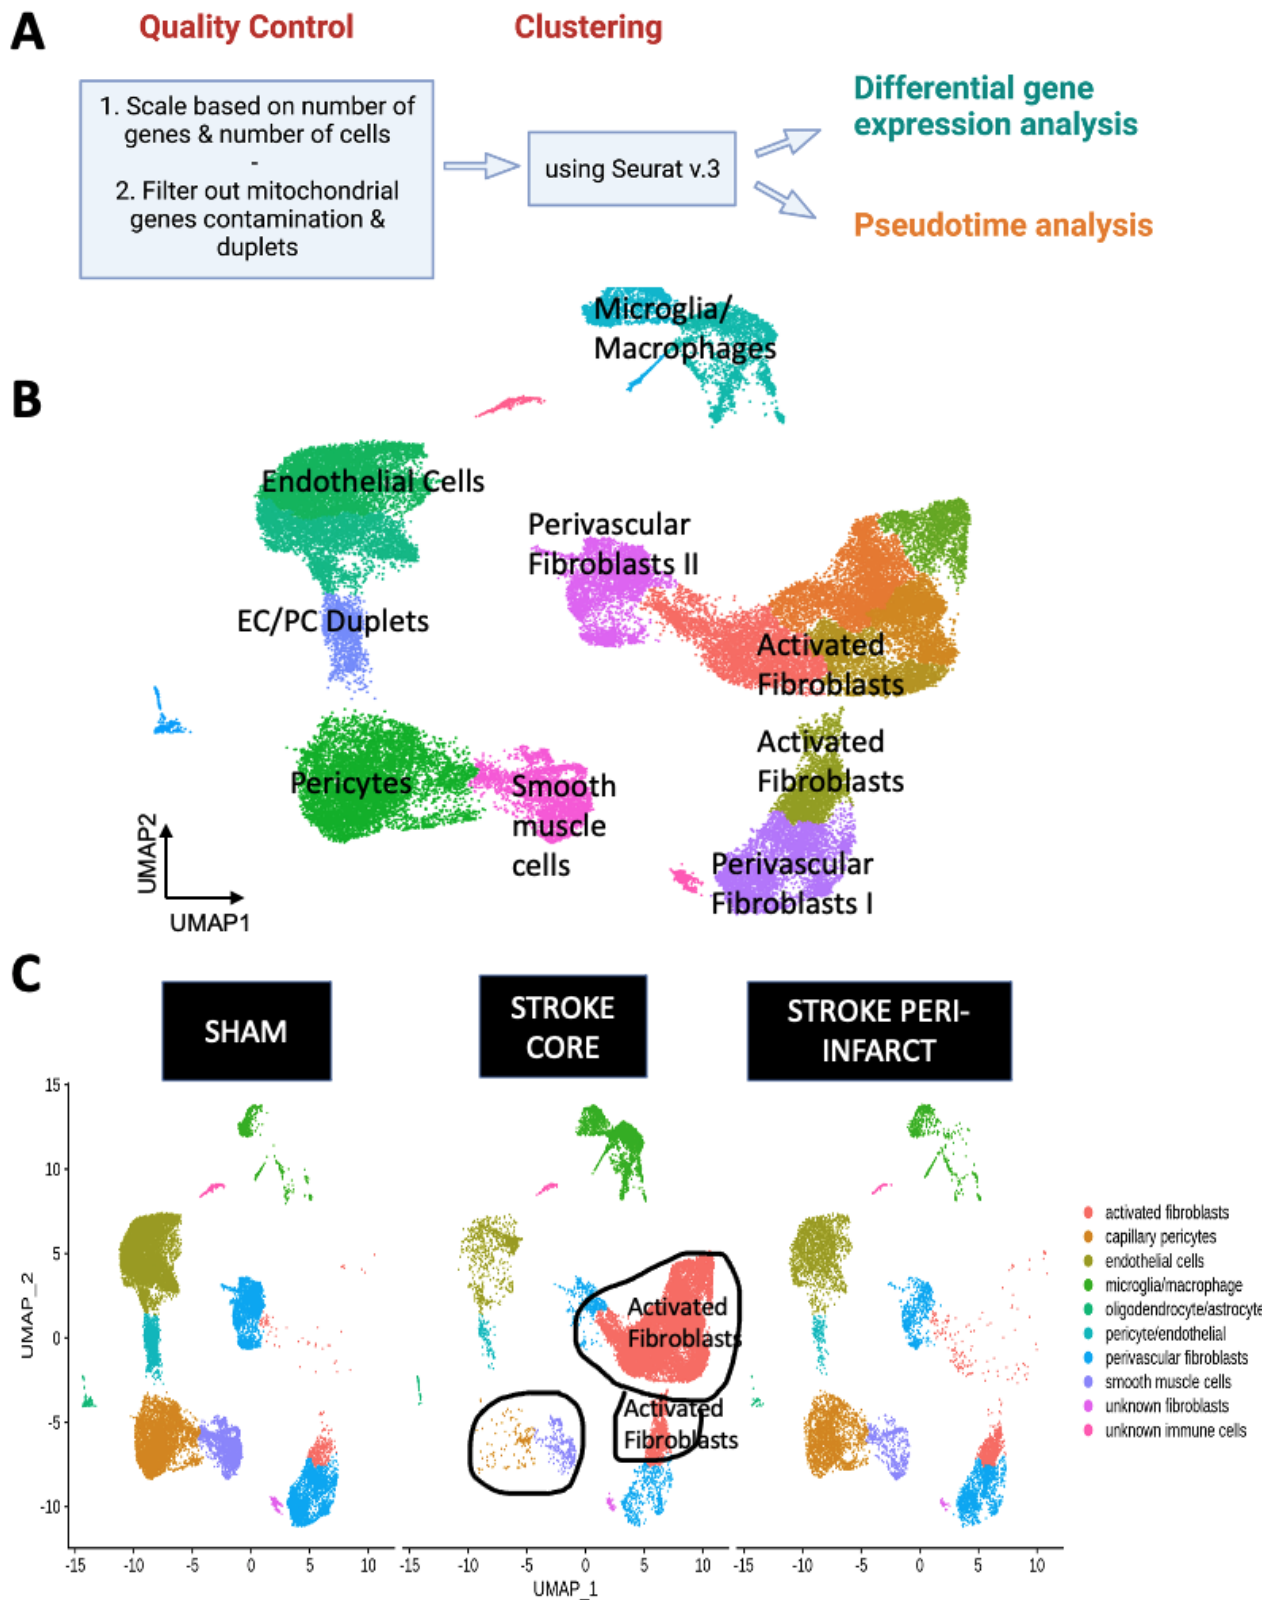 A
Quality Control
Clustering
1. Scale based on number of
genes & number of cells
-
2. Filter out mitochondrial
genes contamination &
duplets
using Seurat v.3
Differential gene
expression analysis
Pseudotime analysis
B
Microglia/
Macrophages
Endothelial Cells
Perivascular
Fibroblasts II
EC/PC Duplets
Activated
Fibroblasts
Activated
Fibroblasts
Pericytes
Smooth
muscle
cells
Perivascular
Fibroblasts I
UMAP2
UMAP1
C
SHAM
STROKE
CORE
STROKE PERI-
INFARCT
15
10
5
0
-5
-10
UMAP_2
Activated
Fibroblasts
Activated
Fibroblasts
-15 -10 -5 0 5 10
-15 -10 -5 0 5 10
-15 -10 -5 0 5 10
UMAP_1
activated fibroblasts
capillary pericytes
endothelial cells
microglia/macrophage
oligodendrocyte/astrocyte
pericyte/endothelial
perivascular fibroblasts
smooth muscle cells
unknown fibroblasts
unknown immune cells